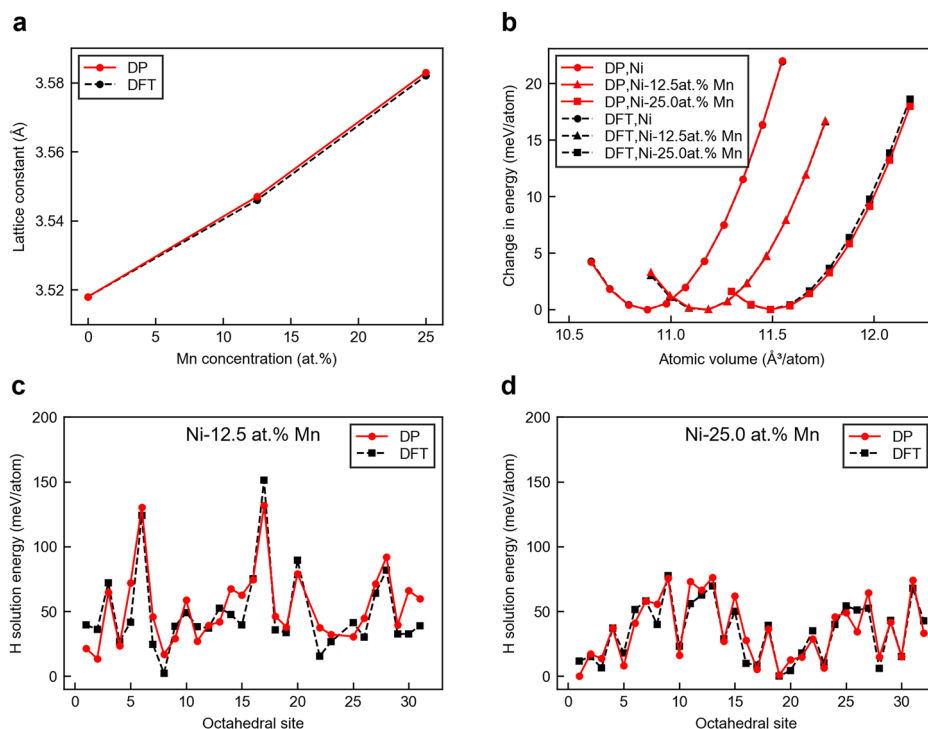 a
DP
DFT
Lattice constant (Å)
3.58
3.56
3.54
3.52
0
5
10
15
20
25
Mn concentration (at.%)
b
DP,Ni
DP,Ni-12.5at.% Mn
DP,Ni-25.0at.% Mn
DFT,Ni
DFT,Ni-12.5at.% Mn
DFT,Ni-25.0at.% Mn
Change in energy (meV/atom)
20
15
10
5
0
10.5
11.0
11.5
12.0
Atomic volume (Å³/atom)
c
Ni-12.5 at.% Mn
DP
DFT
H solution energy (meV/atom)
200
150
100
50
0
0
5
10
15
20
25
30
Octahedral site
d
Ni-25.0 at.% Mn
DP
DFT
H solution energy (meV/atom)
200
150
100
50
0
0
5
10
15
20
25
30
Octahedral site